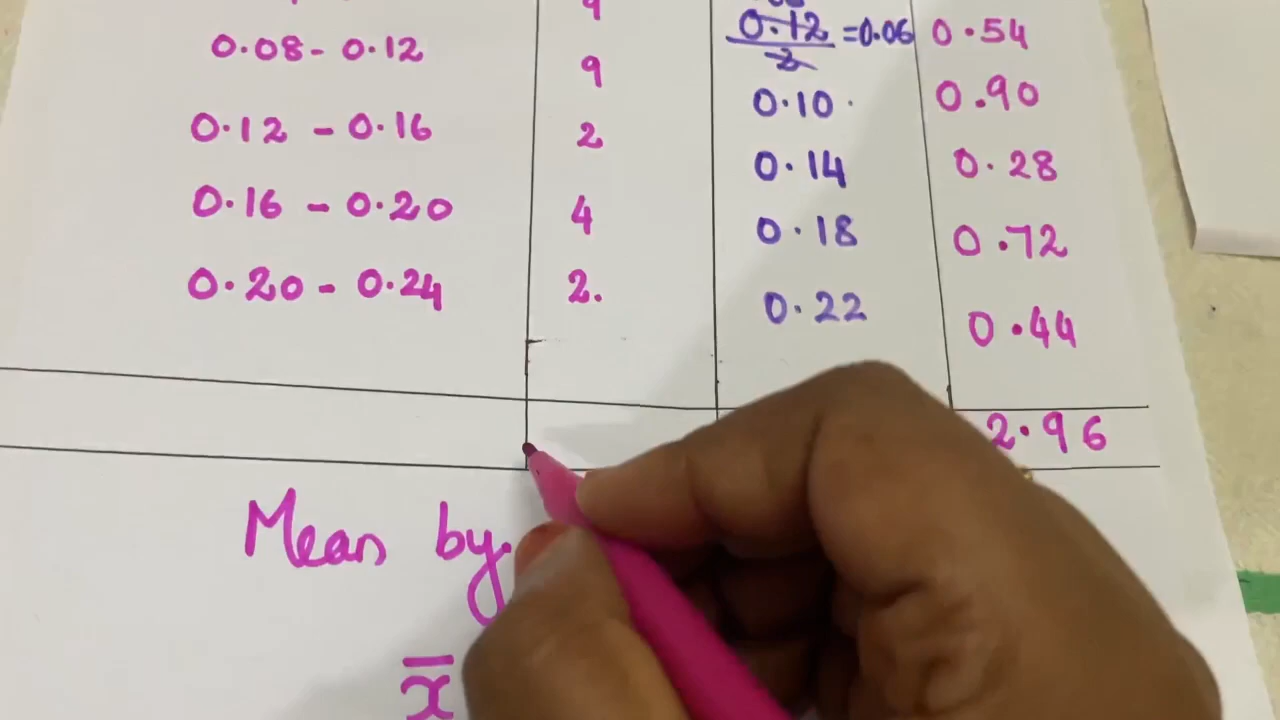 9
0.12/2 = 0.06 0.54
0.08 - 0.12 9 0.10 0.90
0.12 - 0.16 2 0.14 0.28
0.16 - 0.20 4 0.18 0.72
0.20 - 0.24 2. 0.22 0.44
2.96
Mean by
x̅